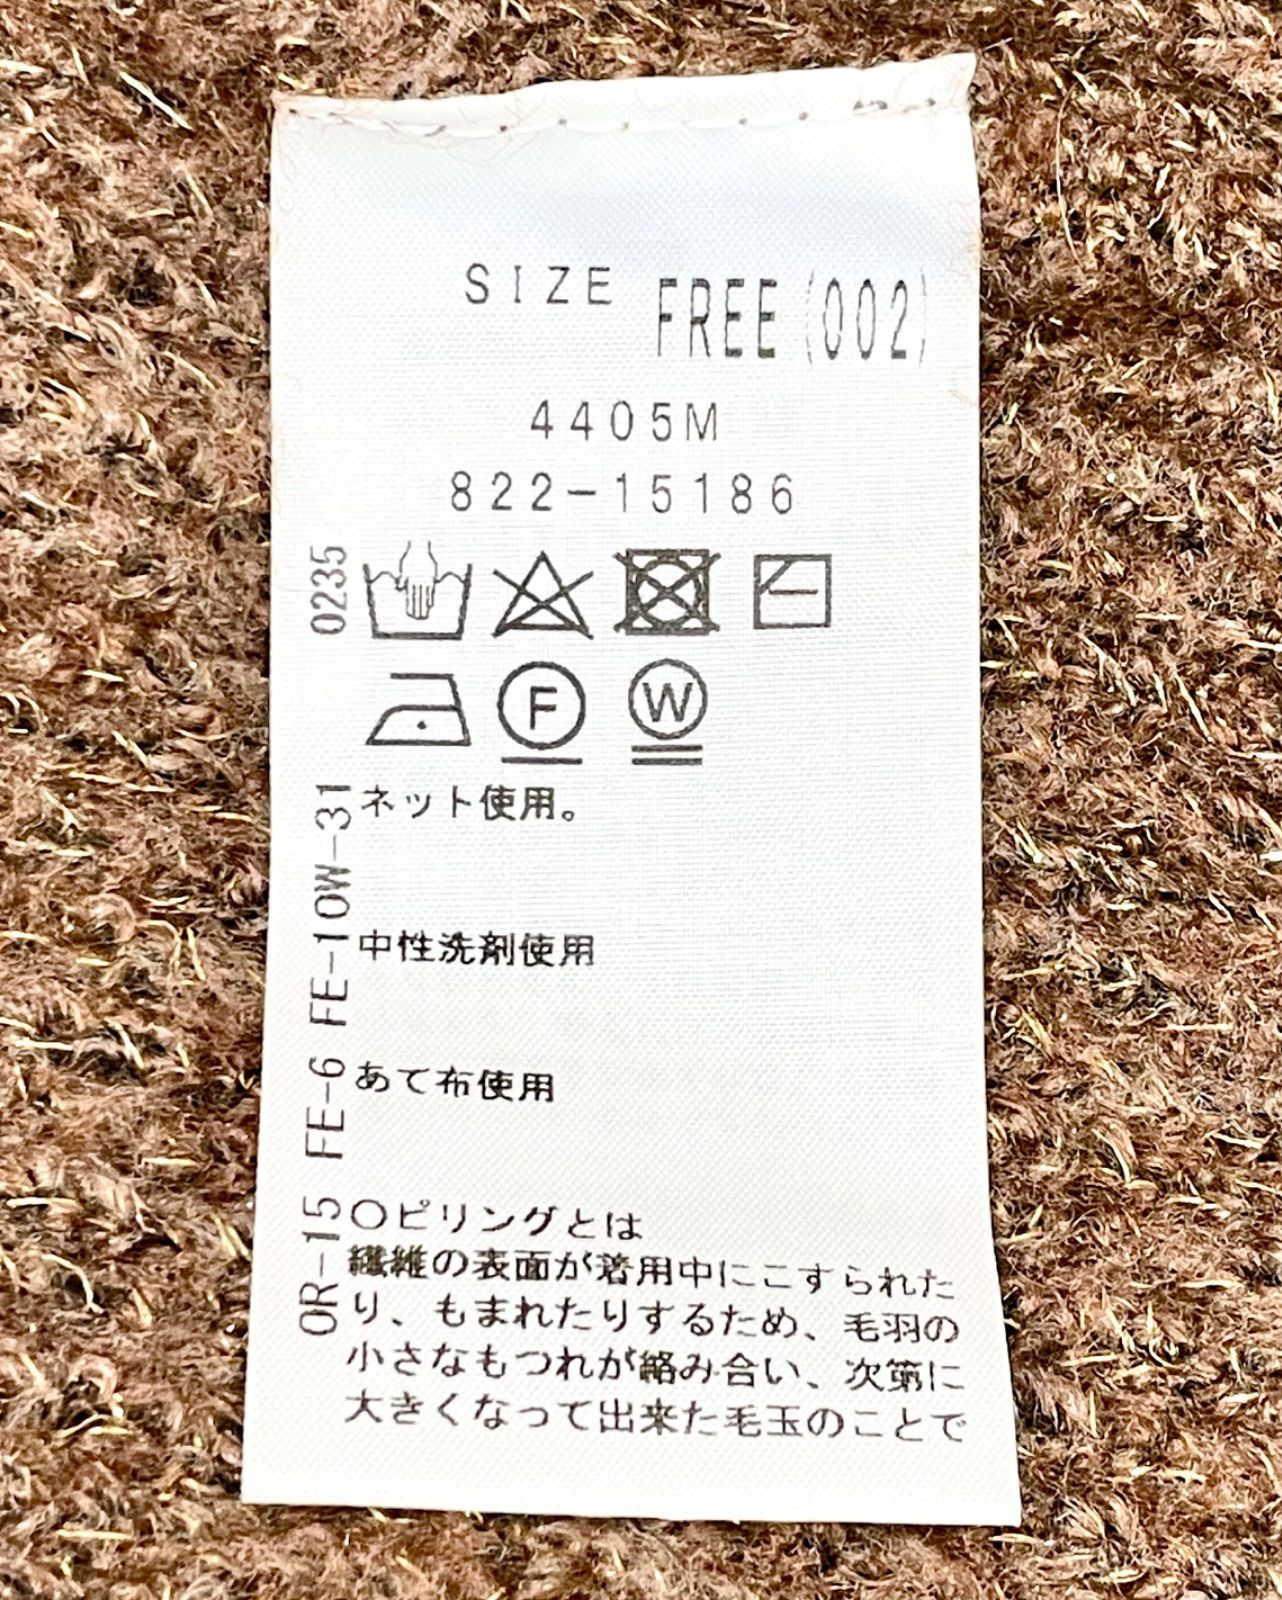 SIZE FREE(002)
4405M
822-15186
0235
F W
ネット使用。
中性洗剤使用
あて布使用
OR-15 FE-6 FE-10W-31
〇ピリングとは
繊維の表面が着用中にこすられた
り、もまれたりするため、毛羽の
小さなもつれが絡み合い、次第に
大きくなって出来た毛玉のことで